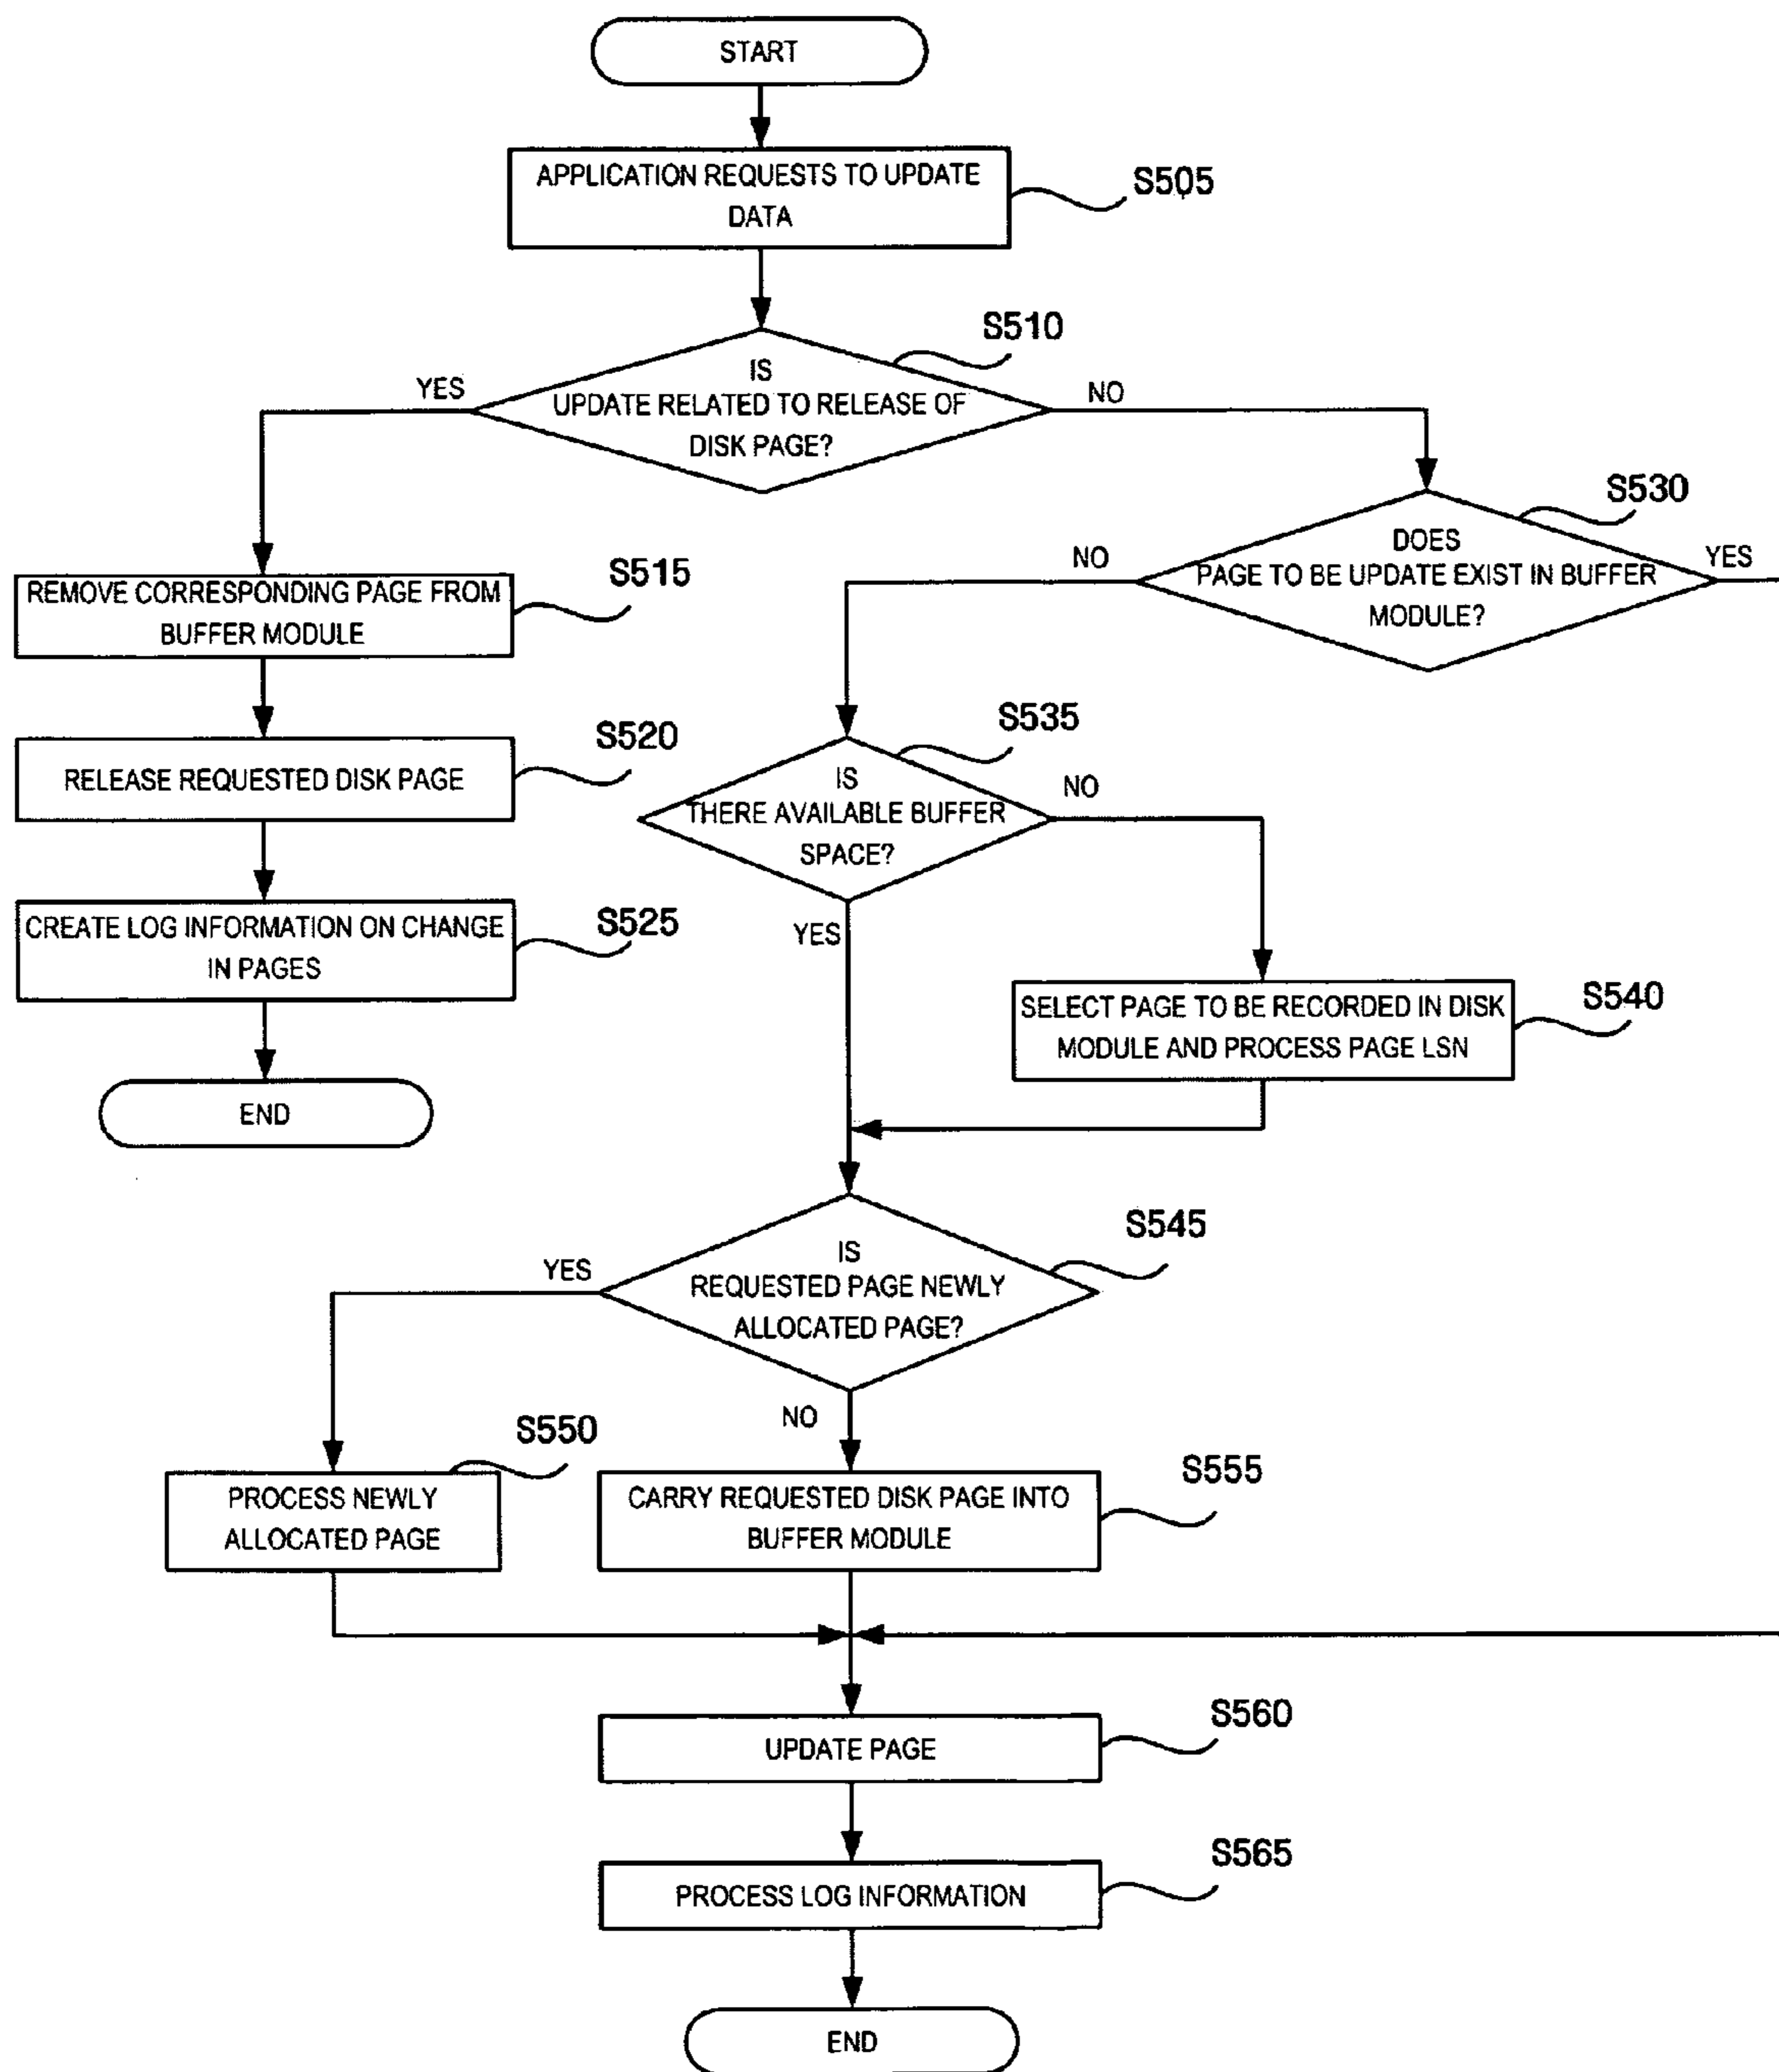 START
APPLICATION REQUESTS TO UPDATE
DATA
S505
S510
IS
UPDATE RELATED TO RELEASE OF
DISK PAGE?
YES
NO
S530
DOES
PAGE TO BE UPDATE EXIST IN BUFFER
MODULE?
NO
YES
REMOVE CORRESPONDING PAGE FROM
BUFFER MODULE
S515
S535
IS
THERE AVAILABLE BUFFER
SPACE?
NO
YES
RELEASE REQUESTED DISK PAGE
S520
CREATE LOG INFORMATION ON CHANGE
IN PAGES
S525
SELECT PAGE TO BE RECORDED IN DISK
MODULE AND PROCESS PAGE LSN
S540
END
S545
IS
REQUESTED PAGE NEWLY
ALLOCATED PAGE?
YES
NO
S550
PROCESS NEWLY
ALLOCATED PAGE
CARRY REQUESTED DISK PAGE INTO
BUFFER MODULE
S555
UPDATE PAGE
S560
PROCESS LOG INFORMATION
S565
END